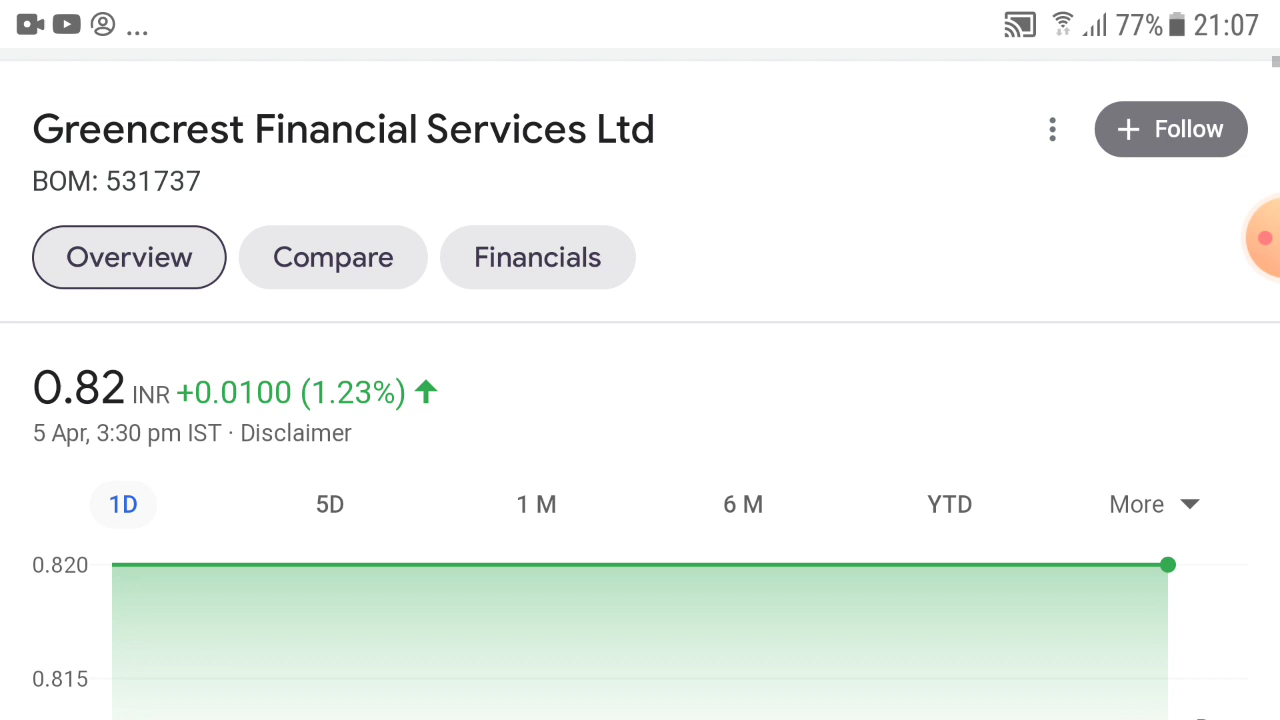 ... 77% 21:07
Greencrest Financial Services Ltd
+ Follow
BOM: 531737
Overview Compare Financials
0.82 INR +0.0100 (1.23%)
5 Apr, 3:30 pm IST · Disclaimer
1D 5D 1 M 6 M YTD More
0.820
0.815